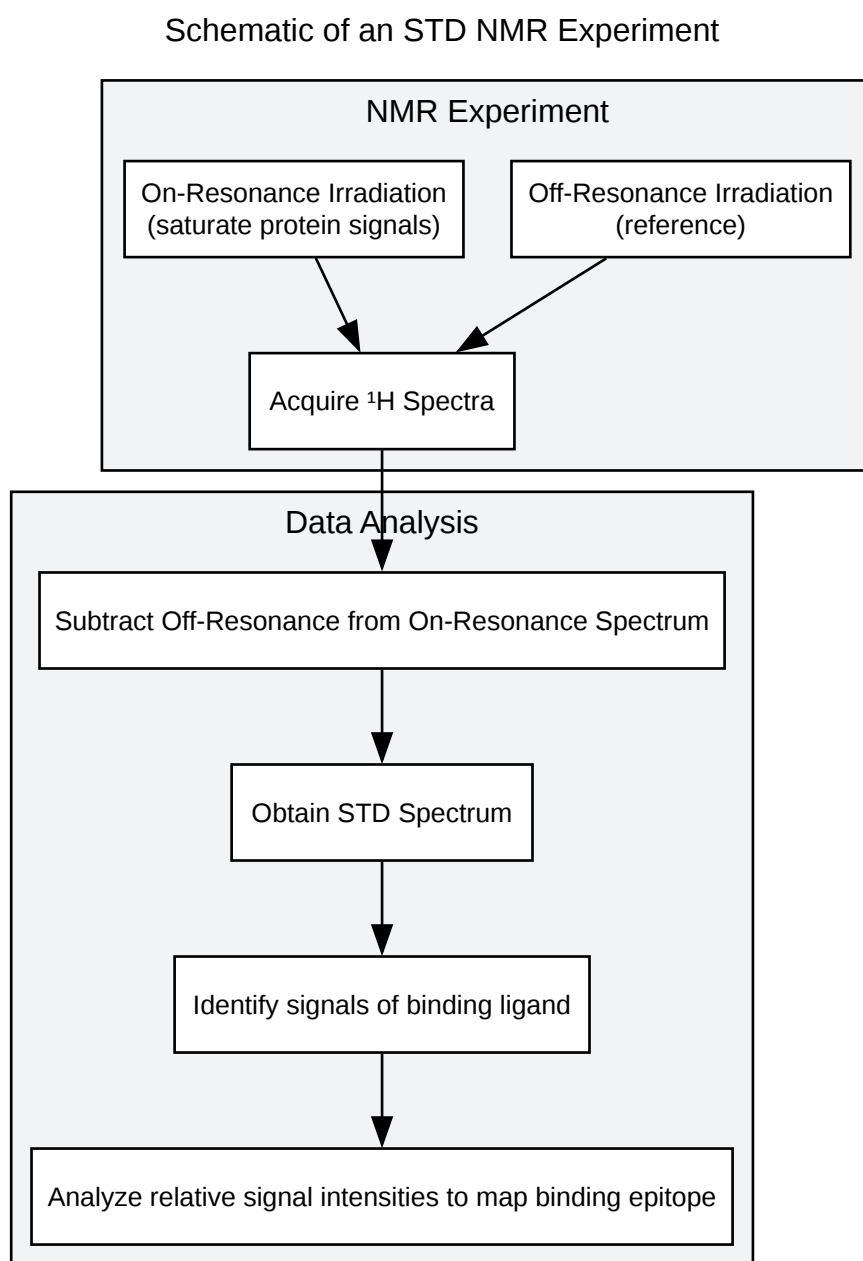 Schematic of an STD NMR Experiment
NMR Experiment
On-Resonance Irradiation
(saturate protein signals)
Off-Resonance Irradiation
(reference)
Acquire ¹H Spectra
Data Analysis
Subtract Off-Resonance from On-Resonance Spectrum
Obtain STD Spectrum
Identify signals of binding ligand
Analyze relative signal intensities to map binding epitope